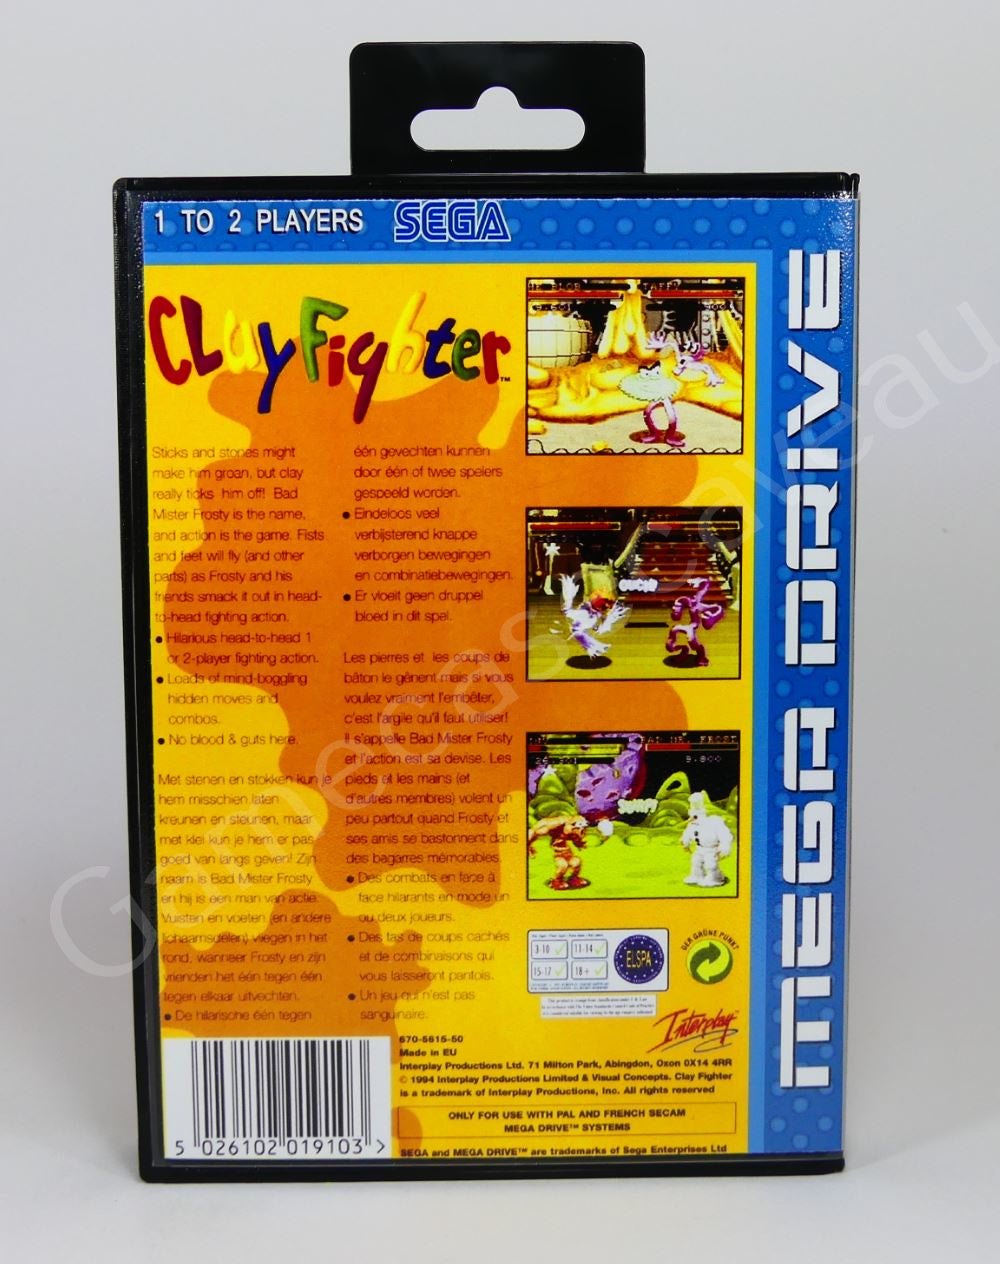 1 TO 2 PLAYERS SEGA
ClayFighter™
Sticks and stones might
make him groan, but clay
really ticks him off! Bad
Mister Frosty is the name,
and action is the game. Fists
and feet will fly (and other
parts) as Frosty and his
friends smack it out in head-
to-head fighting action.
• Hilarious head-to-head 1
or 2-player fighting action.
• Loads of mind-boggling
hidden moves and
combos.
• No blood & guts here.
Met stenen en stokken kun je
hem misschien laten
kreunen en steunen, maar
met klei kun je hem er pas
goed van langs geven! Zijn
naam is Bad Mister Frosty
en hij is een man van actie.
Vuisten en voeten (en andere
lichaamsdelen) vliegen in het
rond, wanneer Frosty en zijn
vrienden het één tegen één
tegen elkaar uitvechten.
• De hilarische één tegen
één gevechten kunnen
door één of twee spelers
gespeeld worden.
• Eindeloos veel
verbijsterend knappe
verborgen bewegingen
en combinatiebewegingen.
• Er vloeit geen druppel
bloed in dit spel.
Les pierres et les coups de
bâton le gênent mais si vous
voulez vraiment l'embêter,
c'est l'argile qu'il faut utiliser!
Il s'appelle Bad Mister Frosty
et l'action est sa devise. Les
pieds et les mains (et
d'autres membres) volent un
peu partout quand Frosty et
ses amis se bastonnent dans
des bagarres mémorables.
• Des combats en face à
face hilarants en mode un
ou deux joueurs.
• Des tas de coups cachés
et de combinaisons qui
vous laisseront pantois.
• Un jeu qui n'est pas
sanguinaire.
BLOB TAFFY
BAD MR. FROST
9.800
3-10 11-14
15-17 18+
ELSPA
DER GRÜNE PUNKT
Interplay™
670-5615-50
Made in EU
Interplay Productions Ltd. 71 Milton Park, Abingdon, Oxon 0X14 4RR
© 1994 Interplay Productions Limited & Visual Concepts. Clay Fighter
is a trademark of Interplay Productions, Inc. All rights reserved
ONLY FOR USE WITH PAL AND FRENCH SECAM
MEGA DRIVE™ SYSTEMS
SEGA and MEGA DRIVE™ are trademarks of Sega Enterprises Ltd
5 026102 019103 >
MEGA DRIVE
Gamecasescaveau